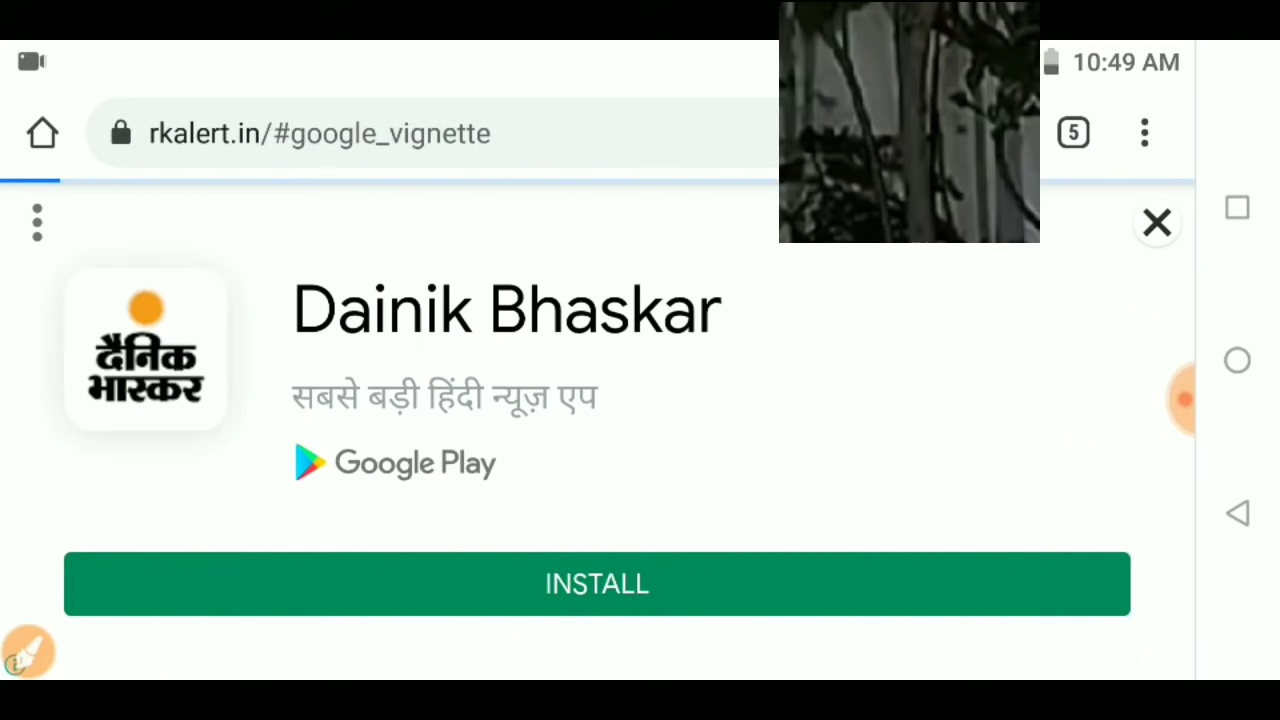 10:49 AM
rkalert.in/#google_vignette
5
Dainik Bhaskar
दैनिक
भास्कर
सबसे बड़ी हिंदी न्यूज़ एप
Google Play
INSTALL